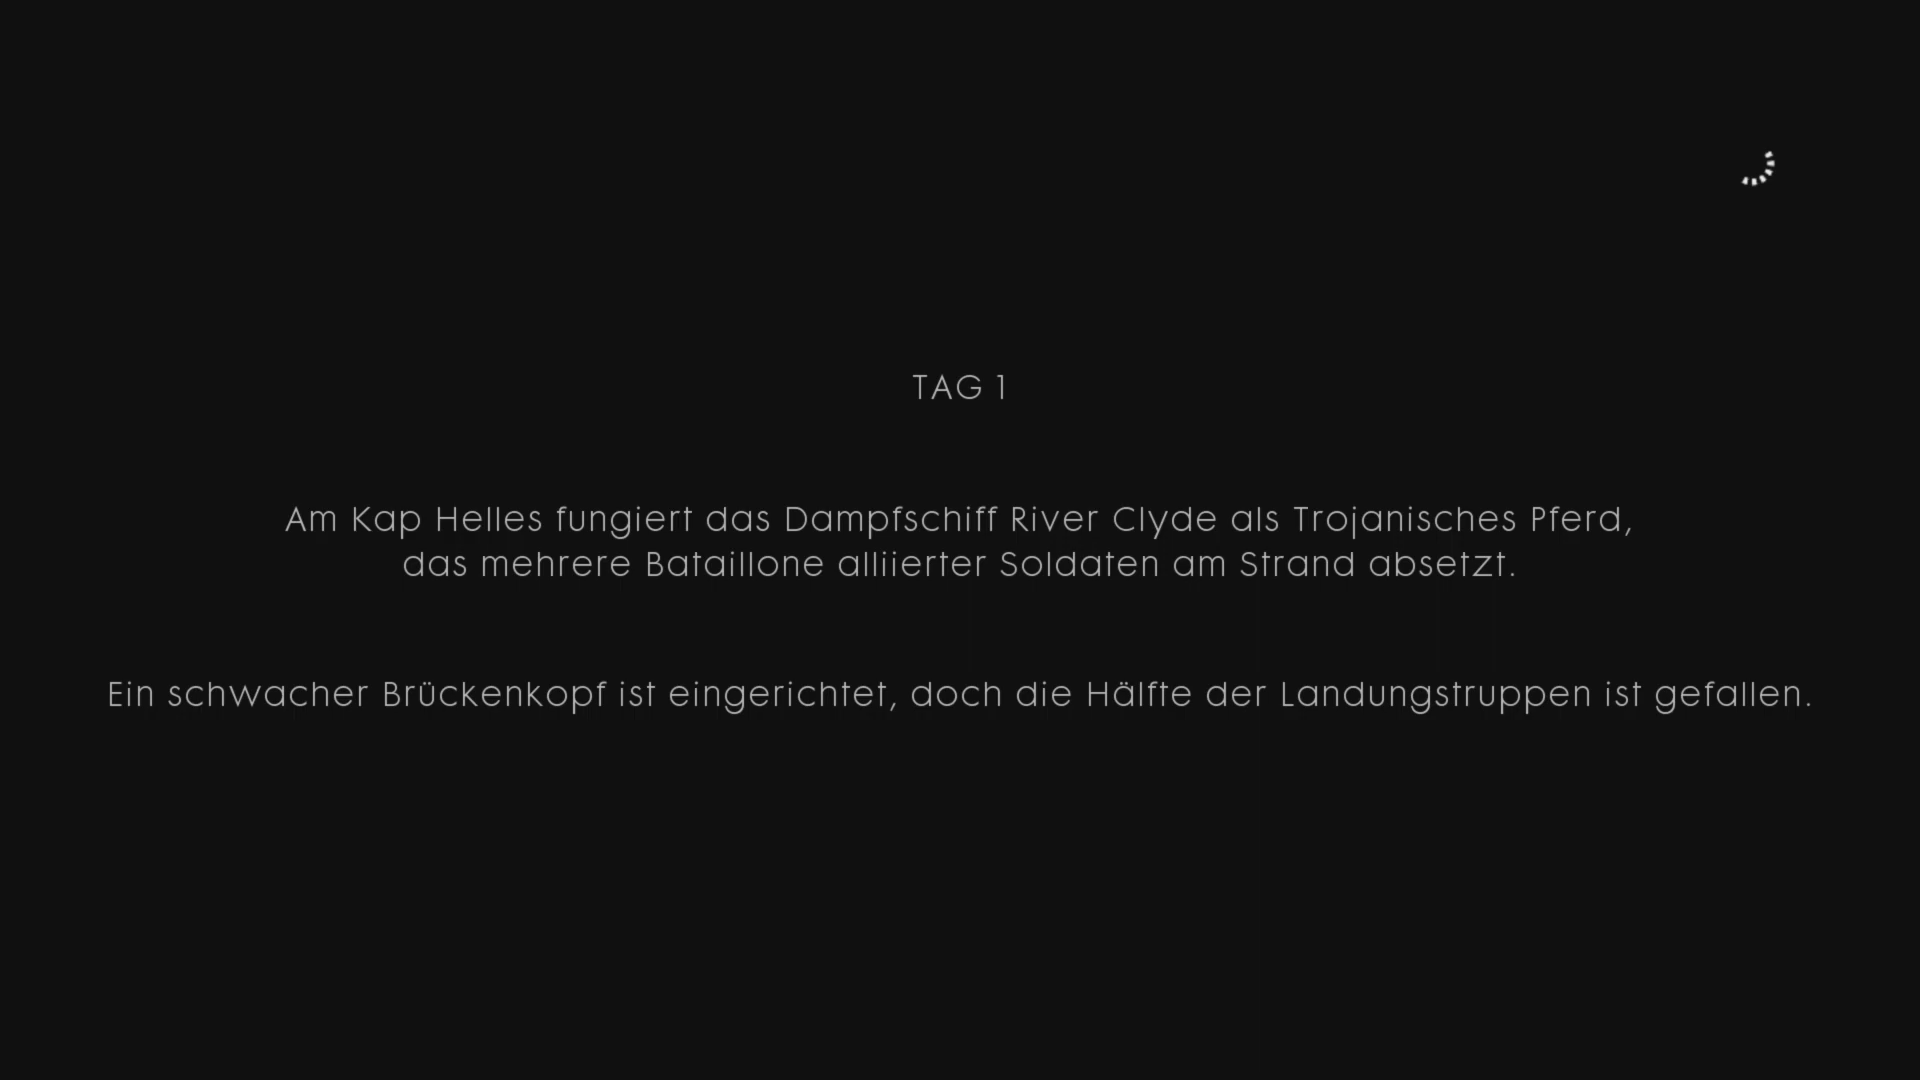 TAG 1
Am Kap Helles fungiert das Dampfschiff River Clyde als Trojanisches Pferd,
das mehrere Bataillone alliierter Soldaten am Strand absetzt.
Ein schwacher Brückenkopf ist eingerichtet, doch die Hälfte der Landungstruppen ist gefallen.